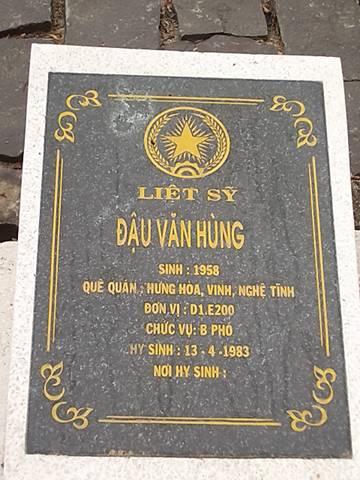 LIỆT SỸ
ĐẬU VĂN HÙNG
SINH : 1958
QUÊ QUÁN : HƯNG HÒA, VINH, NGHỆ TĨNH
ĐƠN VỊ : D1.E200
CHỨC VỤ: B PHÓ
HY SINH : 13 - 4 -1983
NƠI HY SINH :